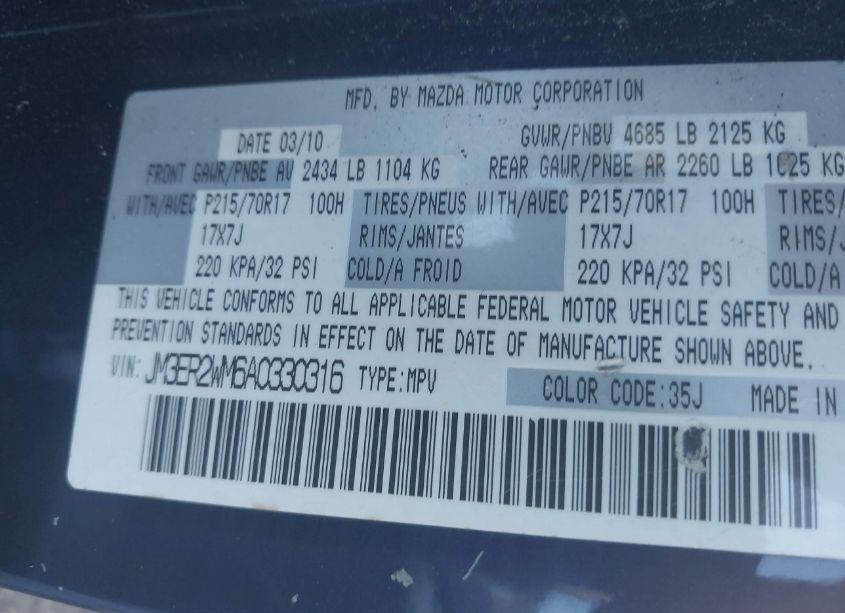 MFD. BY MAZDA MOTOR CORPORATION
DATE 03/10 GVWR/PNBV 4685 LB 2125 KG
FRONT GAWR/PNBE AV 2434 LB 1104 KG REAR GAWR/PNBE AR 2260 LB 1025 KG
WITH/AVEC P215/70R17 100H TIRES/PNEUS WITH/AVEC P215/70R17 100H TIRES/
17X7J RIMS/JANTES 17X7J RIMS/J
220 KPA/32 PSI COLD/A FROID 220 KPA/32 PSI COLD/A
THIS VEHICLE CONFORMS TO ALL APPLICABLE FEDERAL MOTOR VEHICLE SAFETY AND
PREVENTION STANDARDS IN EFFECT ON THE DATE OF MANUFACTURE SHOWN ABOVE.
VIN: JM3ER2WM6A0330316 TYPE:MPV COLOR CODE:35J MADE IN